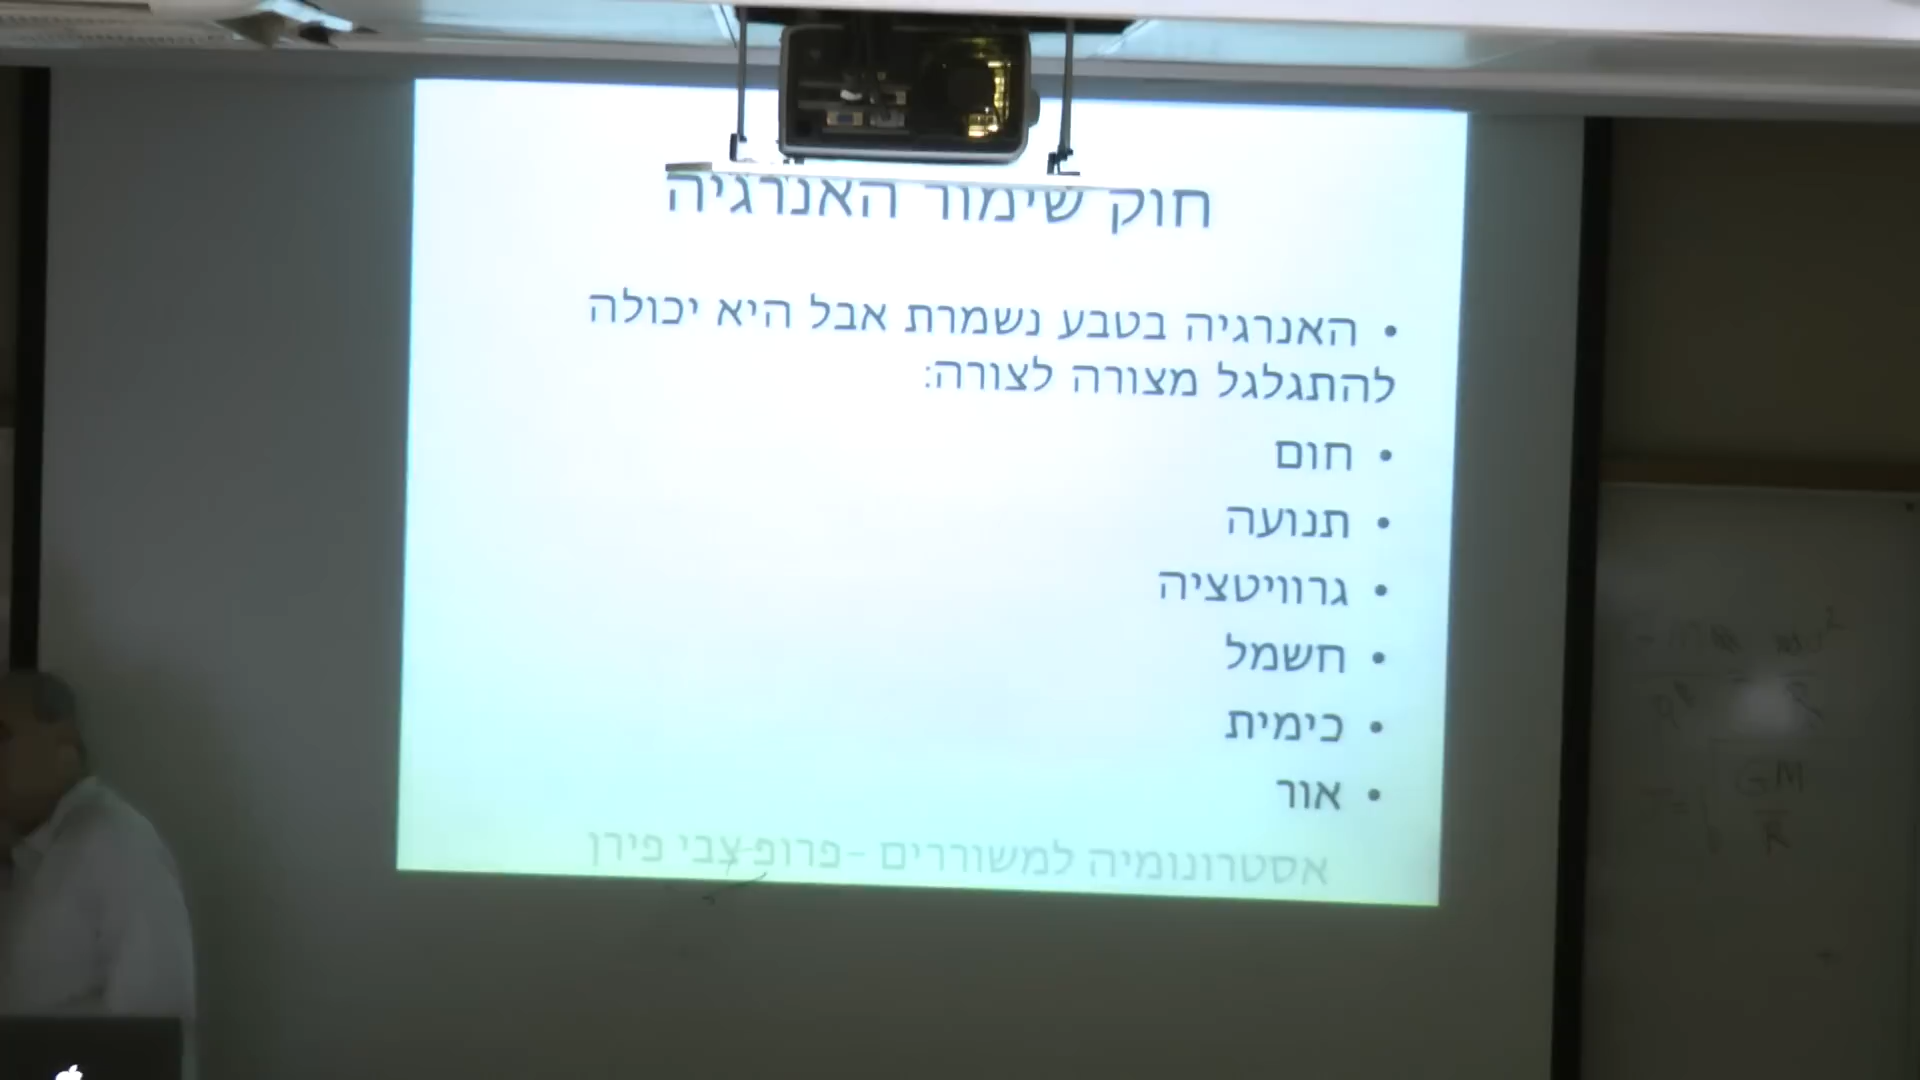 חוק שימור האנרגיה
• האנרגיה בטבע נשמרת אבל היא יכולה
להתגלגל מצורה לצורה:
• חום
• תנועה
• גרוויטציה
• חשמל
• כימית
• אור
אסטרונומיה למשוררים -פרופ צבי פירן
GM
R